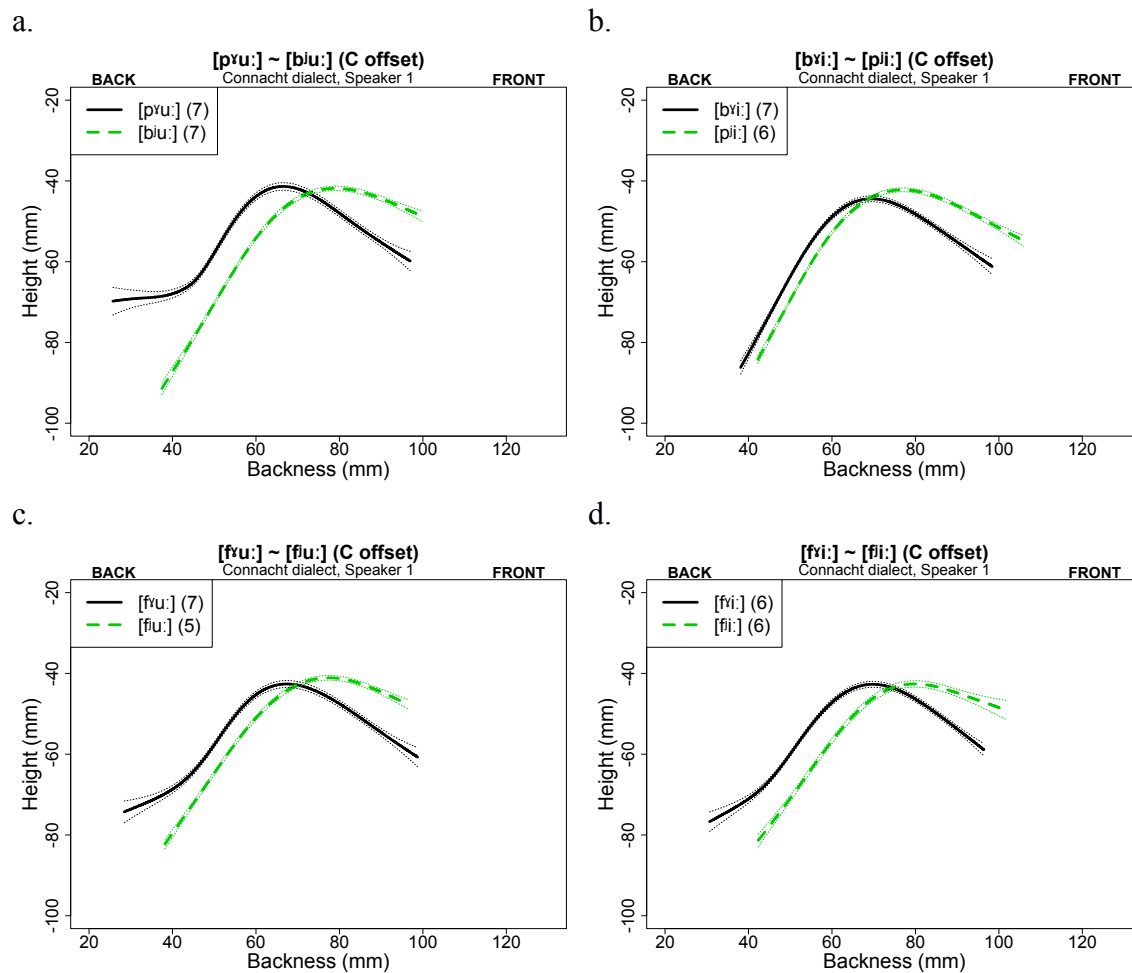 a.
[pˠuː] ~ [bʲuː] (C offset)
BACK Connacht dialect, Speaker 1 FRONT
[pˠuː] (7)
[bʲuː] (7)
Height (mm)
-20
-40
-60
-80
-100
20 40 60 80 100 120
Backness (mm)
b.
[bˠiː] ~ [pʲiː] (C offset)
BACK Connacht dialect, Speaker 1 FRONT
[bˠiː] (7)
[pʲiː] (6)
Height (mm)
-20
-40
-60
-80
-100
20 40 60 80 100 120
Backness (mm)
c.
[fˠuː] ~ [fʲuː] (C offset)
BACK Connacht dialect, Speaker 1 FRONT
[fˠuː] (7)
[fʲuː] (5)
Height (mm)
-20
-40
-60
-80
-100
20 40 60 80 100 120
Backness (mm)
d.
[fˠiː] ~ [fʲiː] (C offset)
BACK Connacht dialect, Speaker 1 FRONT
[fˠiː] (6)
[fʲiː] (6)
Height (mm)
-20
-40
-60
-80
-100
20 40 60 80 100 120
Backness (mm)